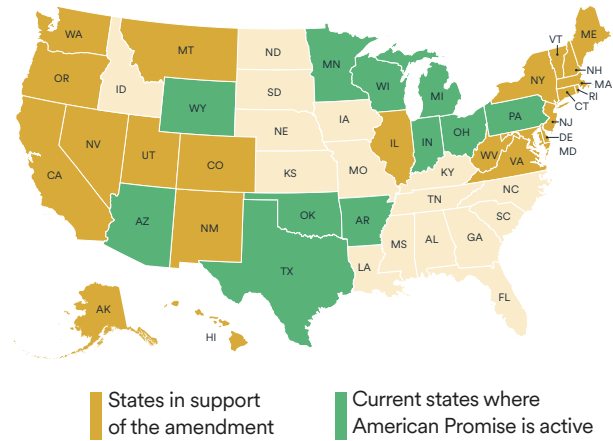 VT
ME
WA
MT
ND
MN
OR
ID
SD
WI
MI
NY
NH
MA
RI
CT
WY
IA
PA
NJ
NE
IL
IN
OH
DE
MD
NV
UT
CO
WV
VA
CA
KS
MO
KY
AZ
NM
OK
AR
TN
NC
SC
MS
AL
GA
TX
LA
FL
AK
HI
States in support
of the amendment
Current states where
American Promise is active